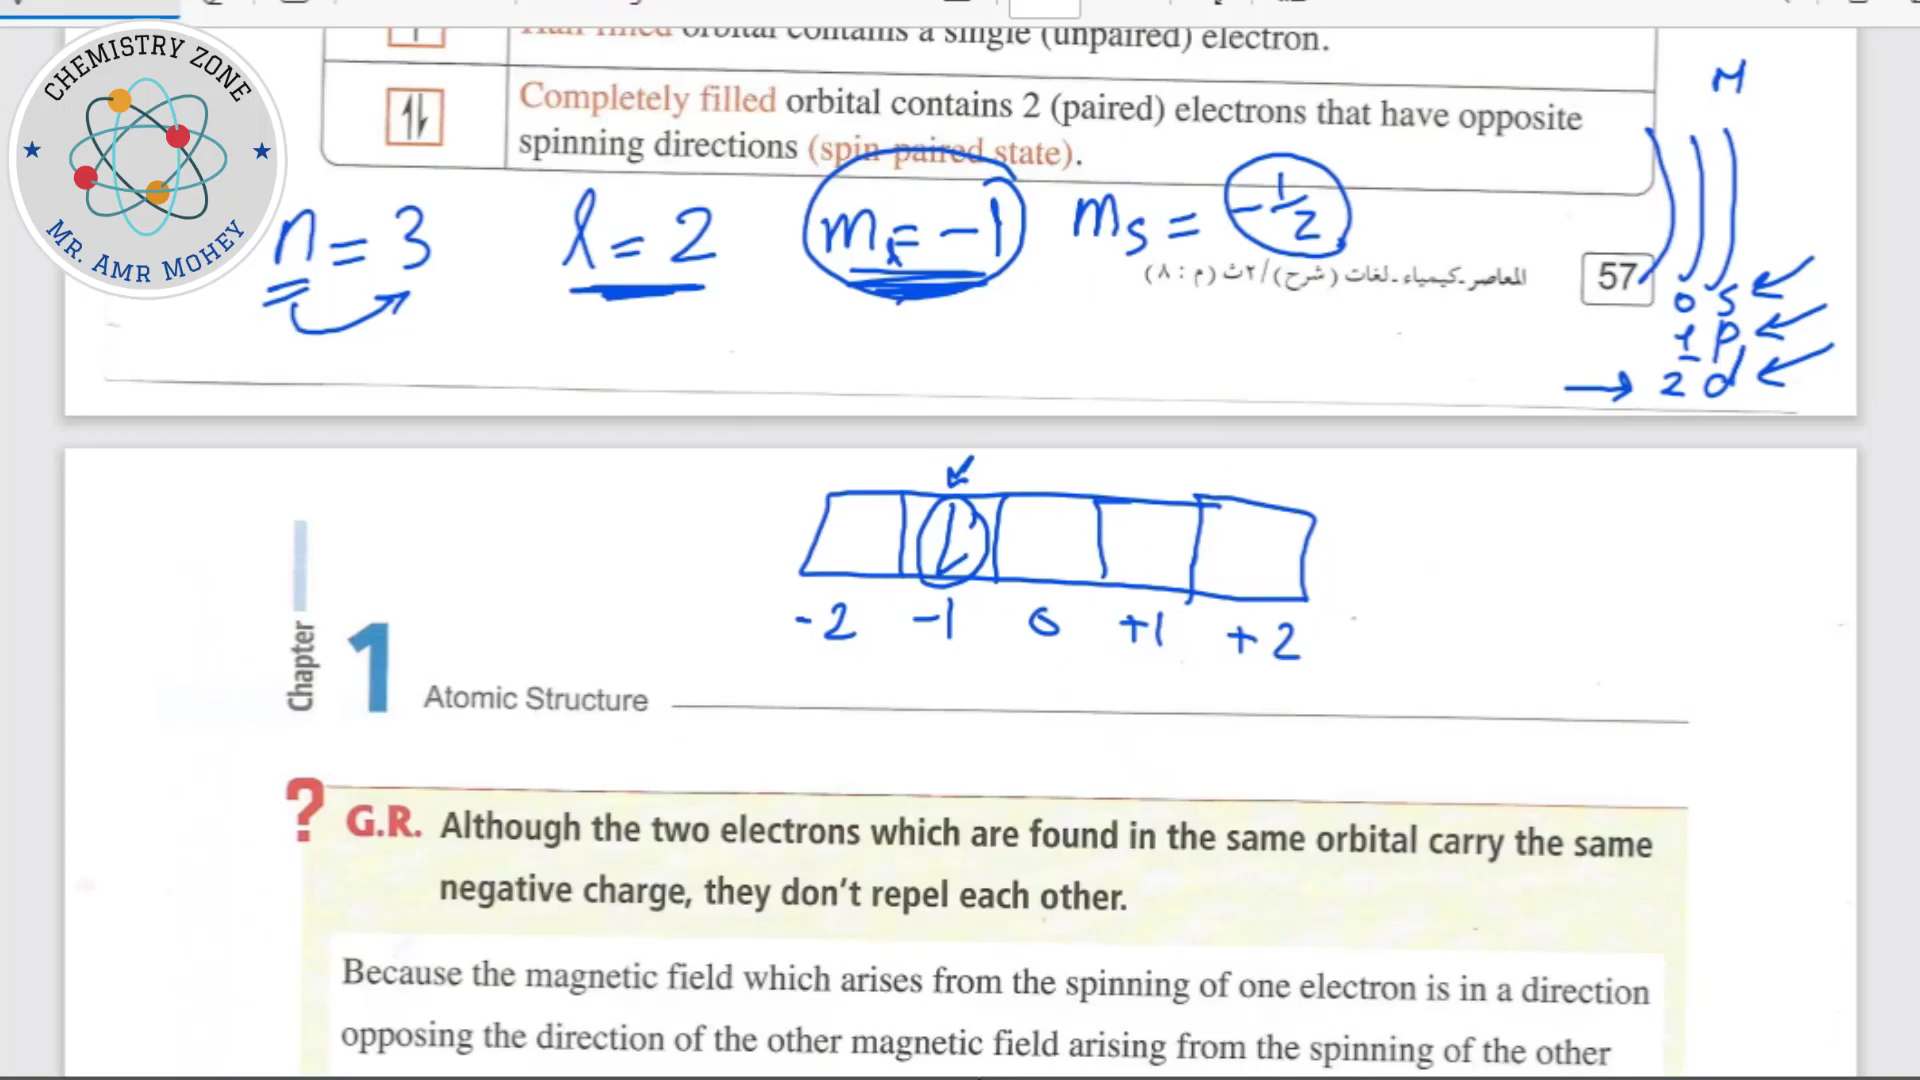 CHEMISTRY ZONE
MR. AMR MOHEY
Half filled orbital contains a single (unpaired) electron.
Completely filled orbital contains 2 (paired) electrons that have opposite
spinning directions (spin paired state).
M
n = 3 l = 2 mℓ = -1 ms = -1/2
المعاصر - كيمياء - لغات (شرح) / ٢ث (م : ٨)
57
0 s
1 p
→ 2 d
-2 -1 0 +1 +2
Chapter 1 Atomic Structure
? G.R. Although the two electrons which are found in the same orbital carry the same
negative charge, they don't repel each other.
Because the magnetic field which arises from the spinning of one electron is in a direction
opposing the direction of the other magnetic field arising from the spinning of the other